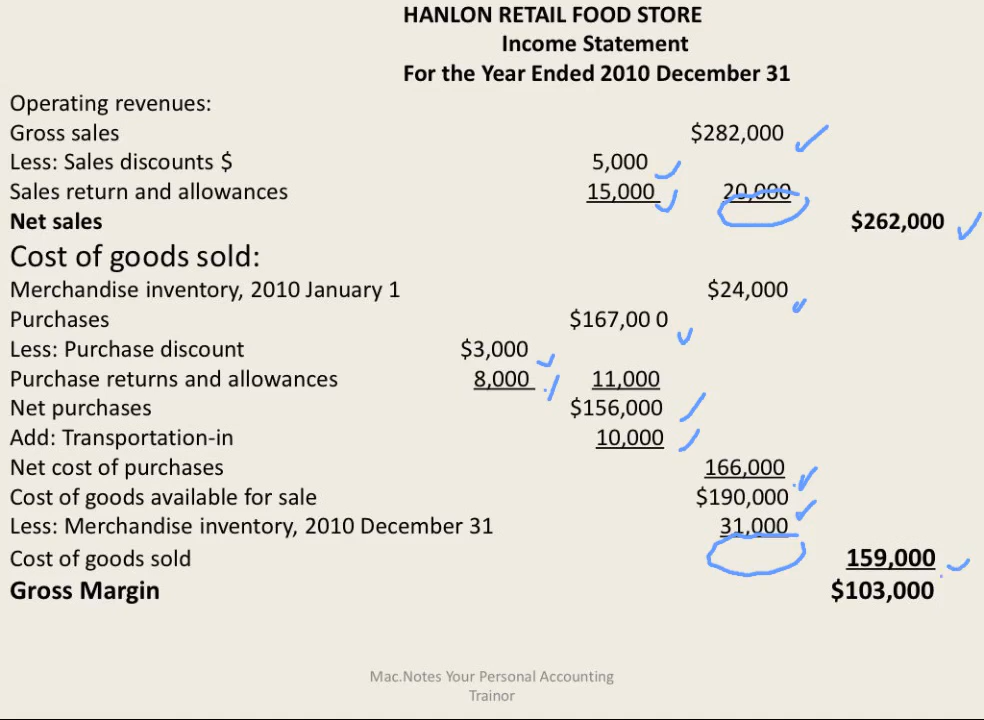 HANLON RETAIL FOOD STORE
Income Statement
For the Year Ended 2010 December 31
Operating revenues:
Gross sales $282,000
Less: Sales discounts $ 5,000
Sales return and allowances 15,000 20,000
Net sales $262,000
Cost of goods sold:
Merchandise inventory, 2010 January 1 $24,000
Purchases $167,00 0
Less: Purchase discount $3,000
Purchase returns and allowances 8,000 11,000
Net purchases $156,000
Add: Transportation-in 10,000
Net cost of purchases 166,000
Cost of goods available for sale $190,000
Less: Merchandise inventory, 2010 December 31 31,000
Cost of goods sold 159,000
Gross Margin $103,000
Mac.Notes Your Personal Accounting
Trainor